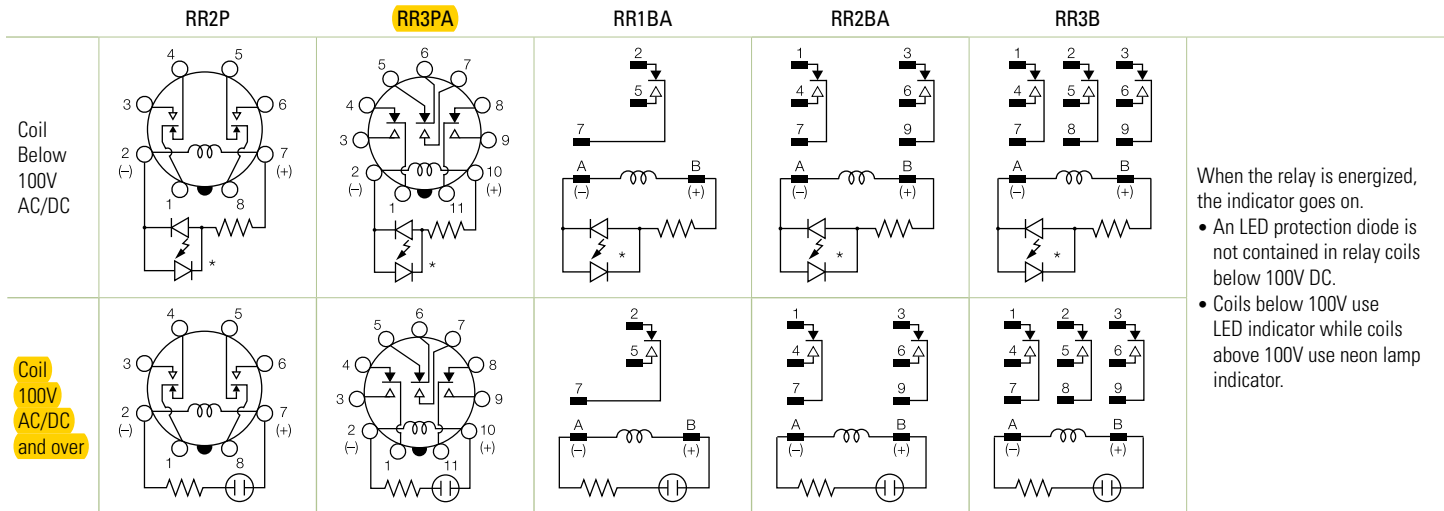 RR2P RR3PA RR1BA RR2BA RR3B
Coil
Below
100V
AC/DC
4 5
3 6
2 7
(–) (+)
1 8
*
6
5 7
4 8
3 9
2 10
(–) (+)
1 11
*
2
5
7
A B
(–) (+)
*
1 3
4 6
7 9
A B
(–) (+)
*
1 2 3
4 5 6
7 8 9
A B
(–) (+)
*
When the relay is energized,
the indicator goes on.
• An LED protection diode is
not contained in relay coils
below 100V DC.
• Coils below 100V use
LED indicator while coils
above 100V use neon lamp
indicator.
Coil
100V
AC/DC
and over
4 5
3 6
2 7
(–) (+)
1 8
6
5 7
4 8
3 9
2 10
(–) (+)
1 11
2
5
7
A B
(–) (+)
1 3
4 6
7 9
A B
(–) (+)
1 2 3
4 5 6
7 8 9
A B
(–) (+)